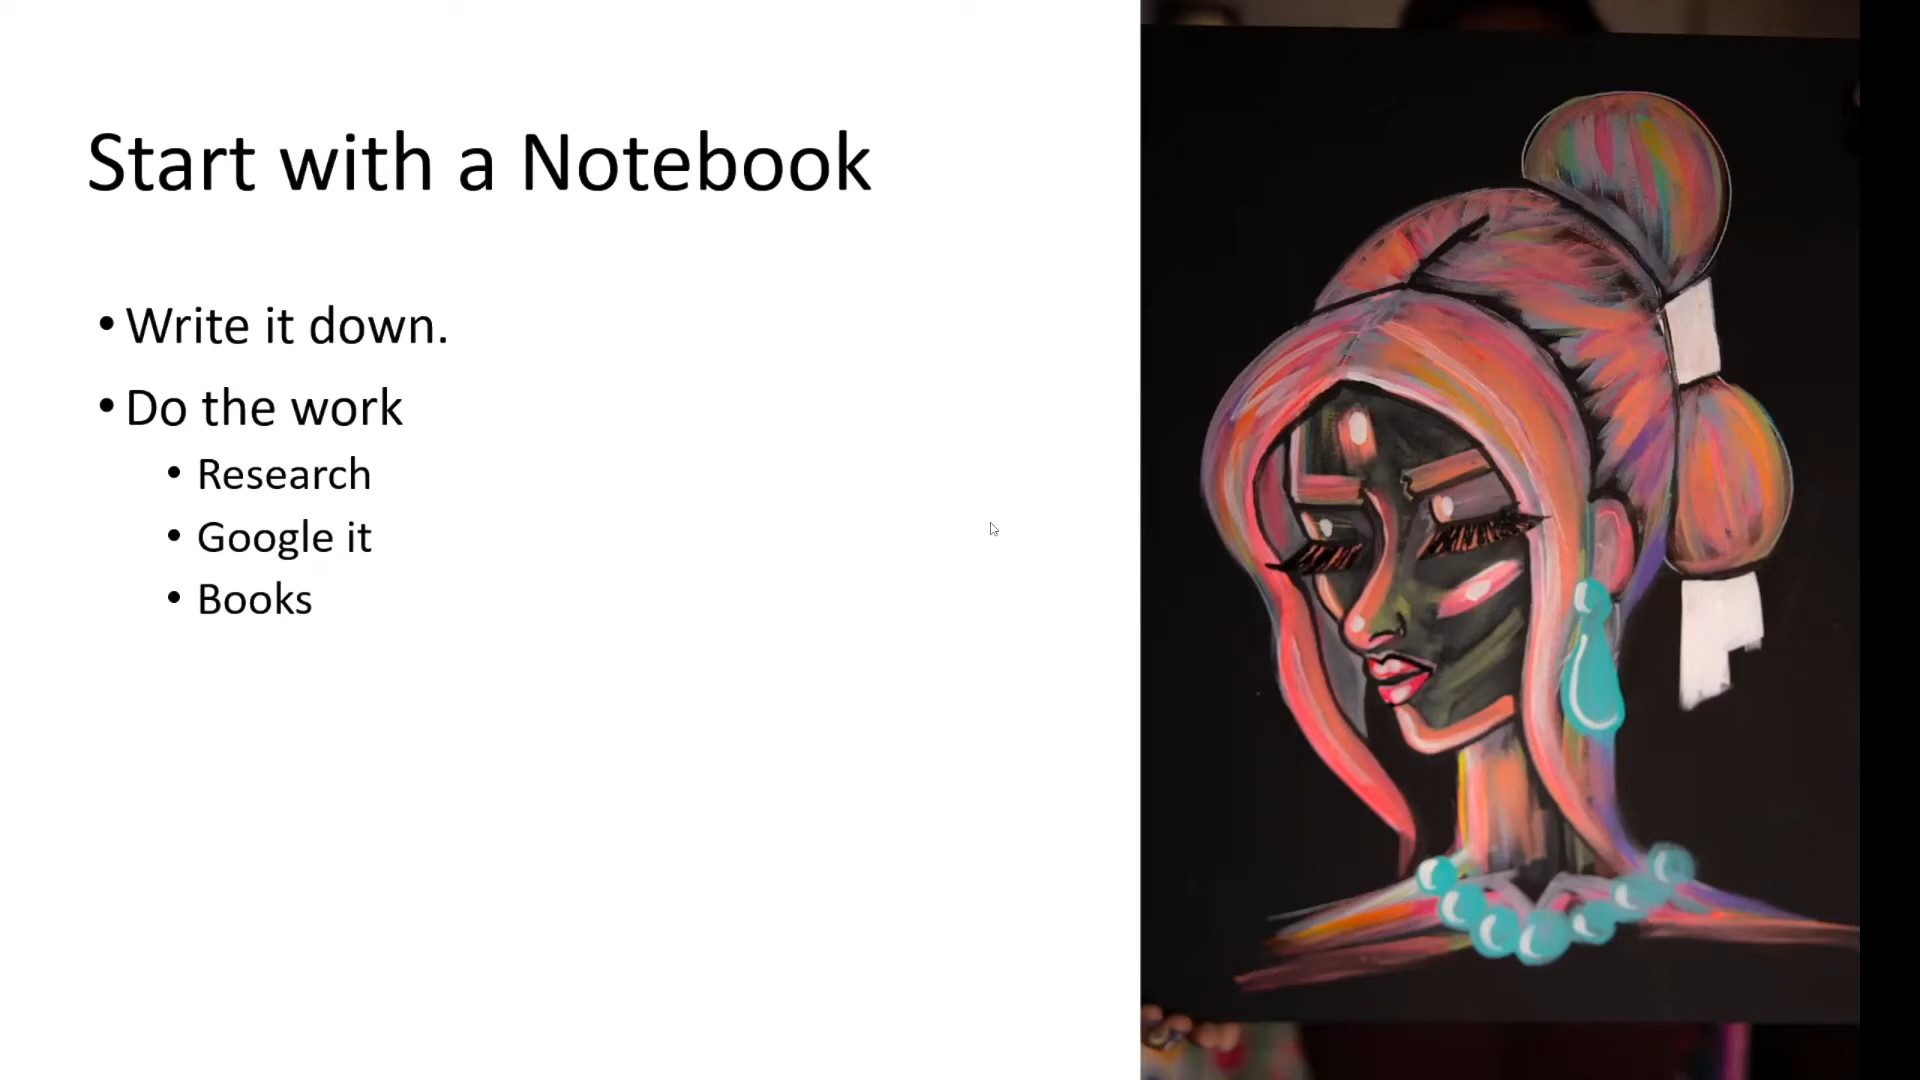 Start with a Notebook
• Write it down.
• Do the work
• Research
• Google it
• Books